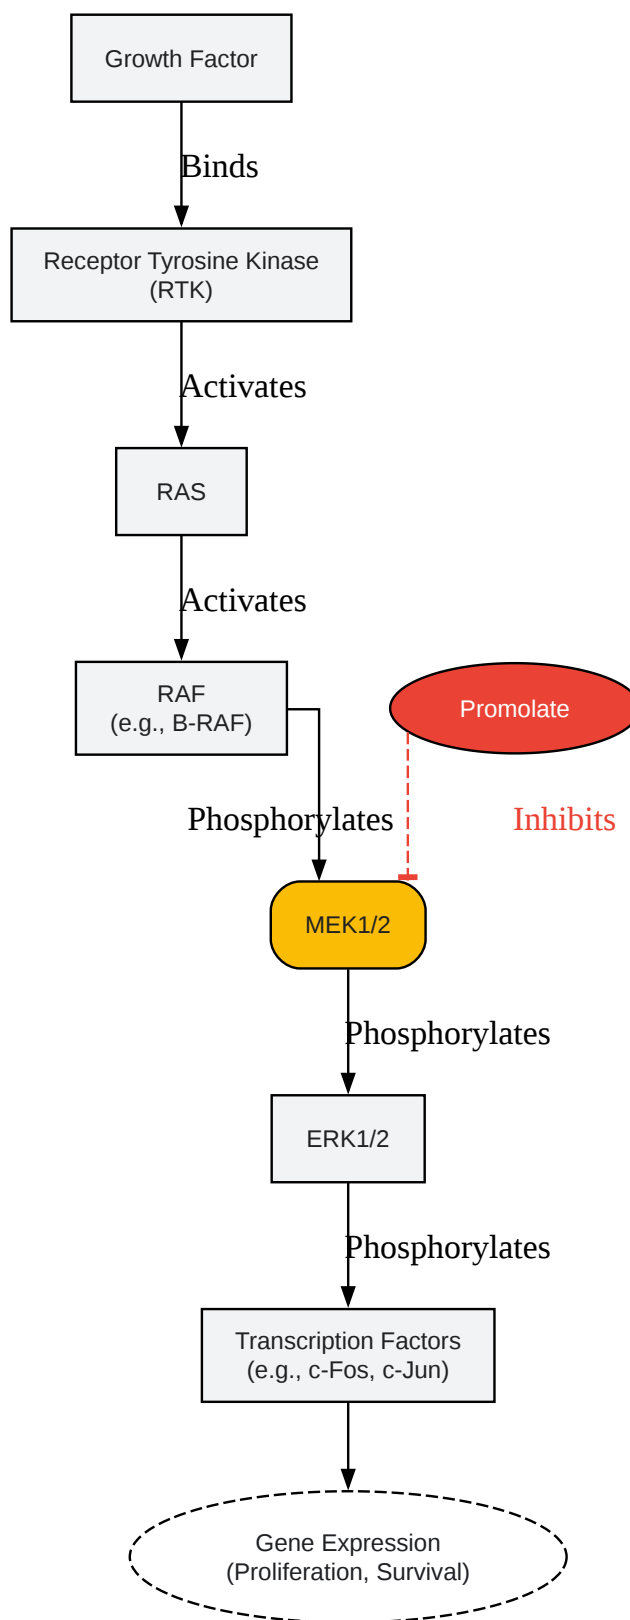 Growth Factor
Binds
Receptor Tyrosine Kinase
(RTK)
Activates
RAS
Activates
RAF
(e.g., B-RAF)
Promolate
Phosphorylates
Inhibits
MEK1/2
Phosphorylates
ERK1/2
Phosphorylates
Transcription Factors
(e.g., c-Fos, c-Jun)
Gene Expression
(Proliferation, Survival)